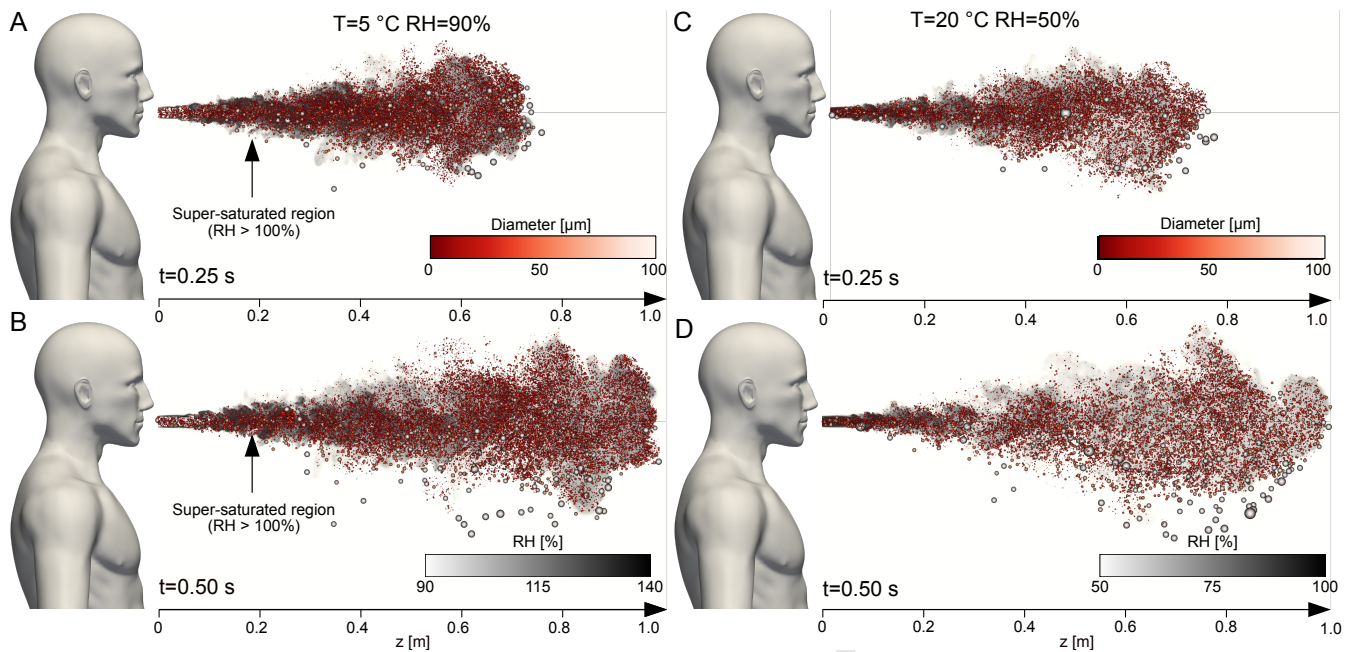 A
T=5 °C RH=90%
Super-saturated region
(RH > 100%)
Diameter [µm]
0 50 100
t=0.25 s
0 0.2 0.4 0.6 0.8 1.0
B
Super-saturated region
(RH > 100%)
RH [%]
90 115 140
t=0.50 s
0 0.2 0.4 0.6 0.8 1.0
z [m]
C
T=20 °C RH=50%
Diameter [µm]
0 50 100
t=0.25 s
0 0.2 0.4 0.6 0.8 1.0
D
RH [%]
50 75 100
t=0.50 s
0 0.2 0.4 0.6 0.8 1.0
z [m]